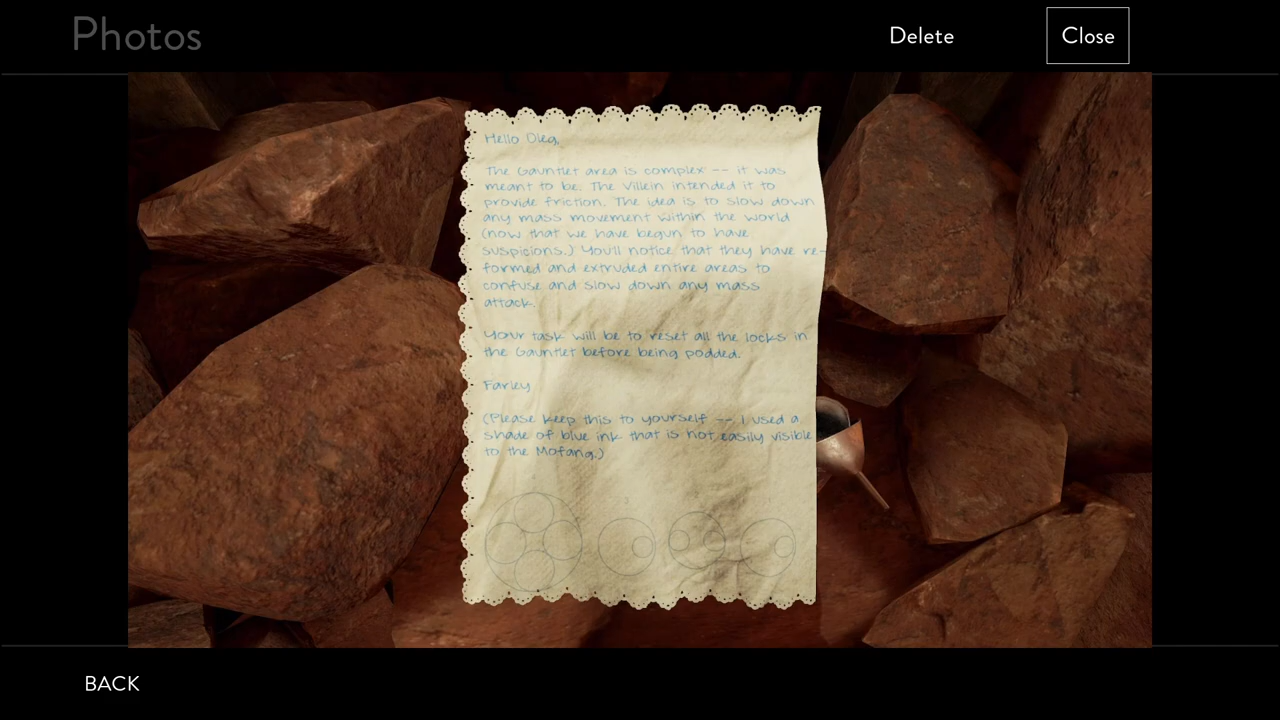 Photos
Delete
Close
Hello Oleg,
The Gauntlet area is complex -- it was
meant to be. The Villein intended it to
provide friction. The idea is to slow down
any mass movement within the world
(now that we have begun to have
suspicions.) You'll notice that they have re-
formed and extruded entire areas to
confuse and slow down any mass
attack.
Your task will be to reset all the locks in
the Gauntlet before being podded.
Farley
(Please keep this to yourself -- I used a
shade of blue ink that is not easily visible
to the Mofang.)
BACK